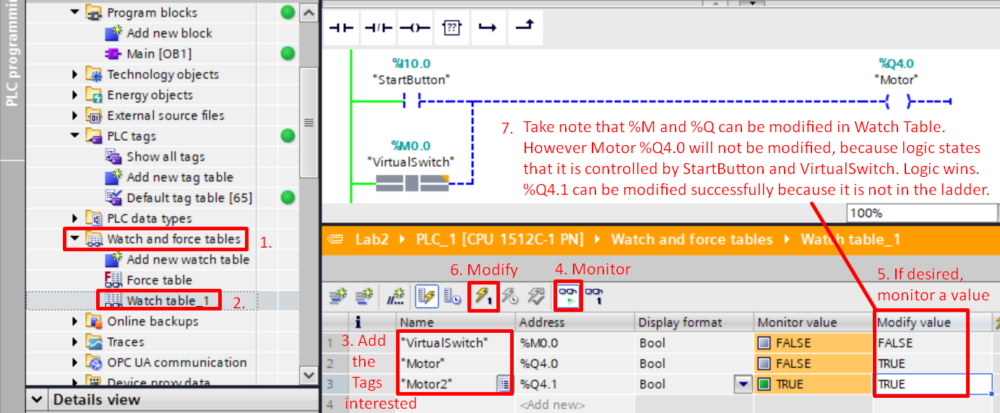 PLC programming
Program blocks
Add new block
Main [OB1]
Technology objects
Energy objects
External source files
PLC tags
Show all tags
Add new tag table
Default tag table [65]
PLC data types
Watch and force tables
1.
Add new watch table
Force table
Watch table_1
2.
Online backups
Traces
OPC UA communication
Device proxy data
Details view
??
%I10.0
"StartButton"
%Q4.0
"Motor"
%M0.0
"VirtualSwitch"
7. Take note that %M and %Q can be modified in Watch Table.
However Motor %Q4.0 will not be modified, because logic states
that it is controlled by StartButton and VirtualSwitch. Logic wins.
%Q4.1 can be modified successfully because it is not in the ladder.
100%
Lab2 PLC_1 [CPU 1512C-1 PN] Watch and force tables Watch table_1
6. Modify
4. Monitor
5. If desired,
monitor a value
i Name Address Display format Monitor value Modify value
1 "VirtualSwitch" %M0.0 Bool FALSE FALSE
2 "Motor" %Q4.0 Bool FALSE TRUE
3 "Motor2" %Q4.1 Bool TRUE TRUE
4 <Add new>
3. Add
the
Tags
interested